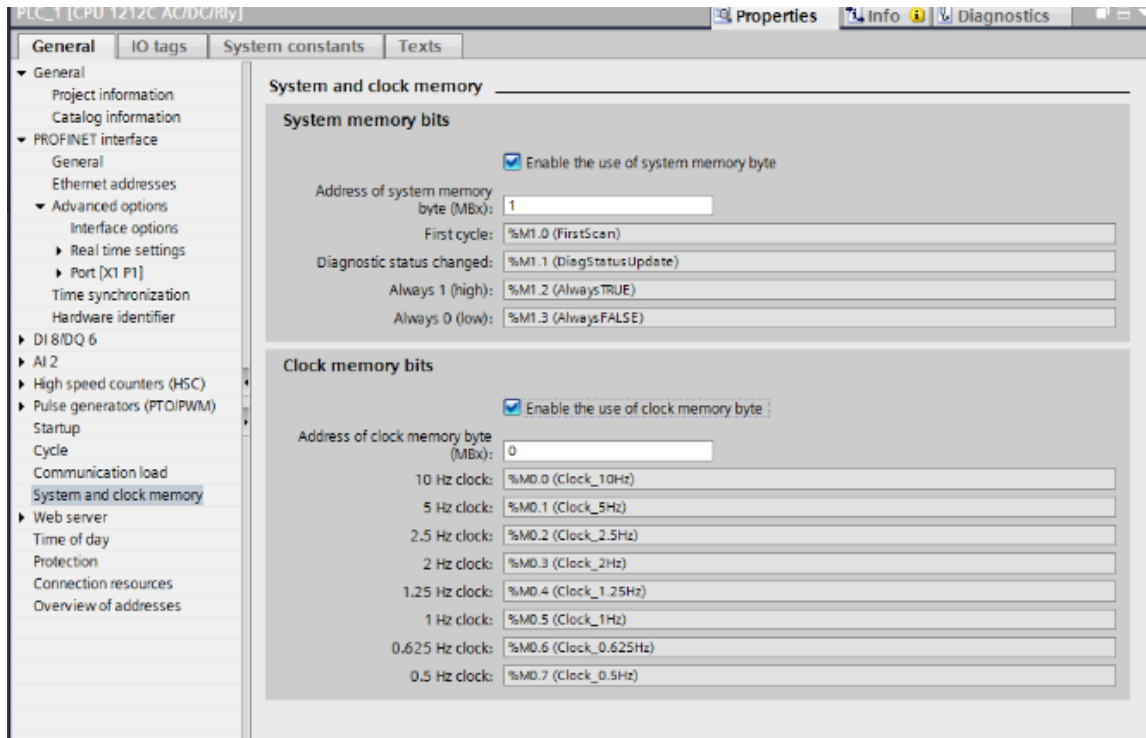 PLC_1 [CPU 1212C AC/DC/Rly]
Properties
Info
Diagnostics
General
IO tags
System constants
Texts
General
Project information
Catalog information
PROFINET interface
General
Ethernet addresses
Advanced options
Interface options
Real time settings
Port [X1 P1]
Time synchronization
Hardware identifier
DI 8/DQ 6
AI 2
High speed counters (HSC)
Pulse generators (PTO/PWM)
Startup
Cycle
Communication load
System and clock memory
Web server
Time of day
Protection
Connection resources
Overview of addresses
System and clock memory
System memory bits
Enable the use of system memory byte
Address of system memory
byte (MBx): 1
First cycle: %M1.0 (FirstScan)
Diagnostic status changed: %M1.1 (DiagStatusUpdate)
Always 1 (high): %M1.2 (AlwaysTRUE)
Always 0 (low): %M1.3 (AlwaysFALSE)
Clock memory bits
Enable the use of clock memory byte
Address of clock memory byte
(MBx): 0
10 Hz clock: %M0.0 (Clock_10Hz)
5 Hz clock: %M0.1 (Clock_5Hz)
2.5 Hz clock: %M0.2 (Clock_2.5Hz)
2 Hz clock: %M0.3 (Clock_2Hz)
1.25 Hz clock: %M0.4 (Clock_1.25Hz)
1 Hz clock: %M0.5 (Clock_1Hz)
0.625 Hz clock: %M0.6 (Clock_0.625Hz)
0.5 Hz clock: %M0.7 (Clock_0.5Hz)